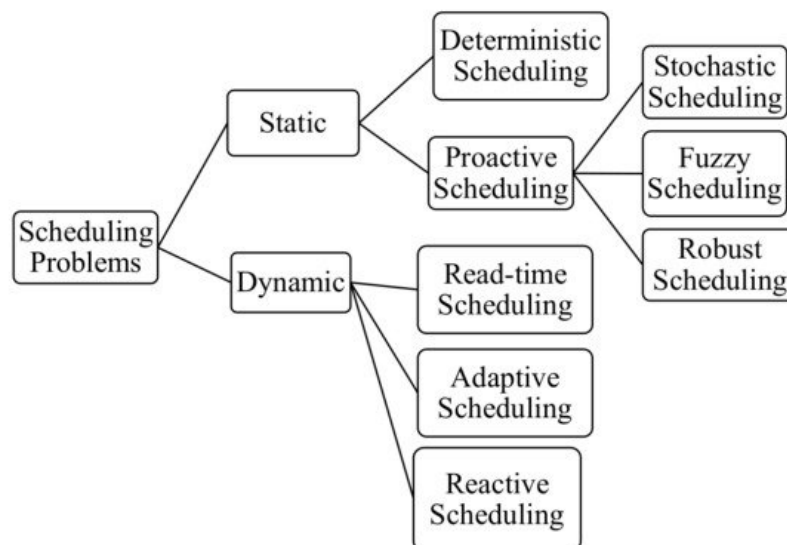 Deterministic
Scheduling
Stochastic
Scheduling
Static
Proactive
Scheduling
Fuzzy
Scheduling
Scheduling
Problems
Robust
Scheduling
Dynamic
Read-time
Scheduling
Adaptive
Scheduling
Reactive
Scheduling